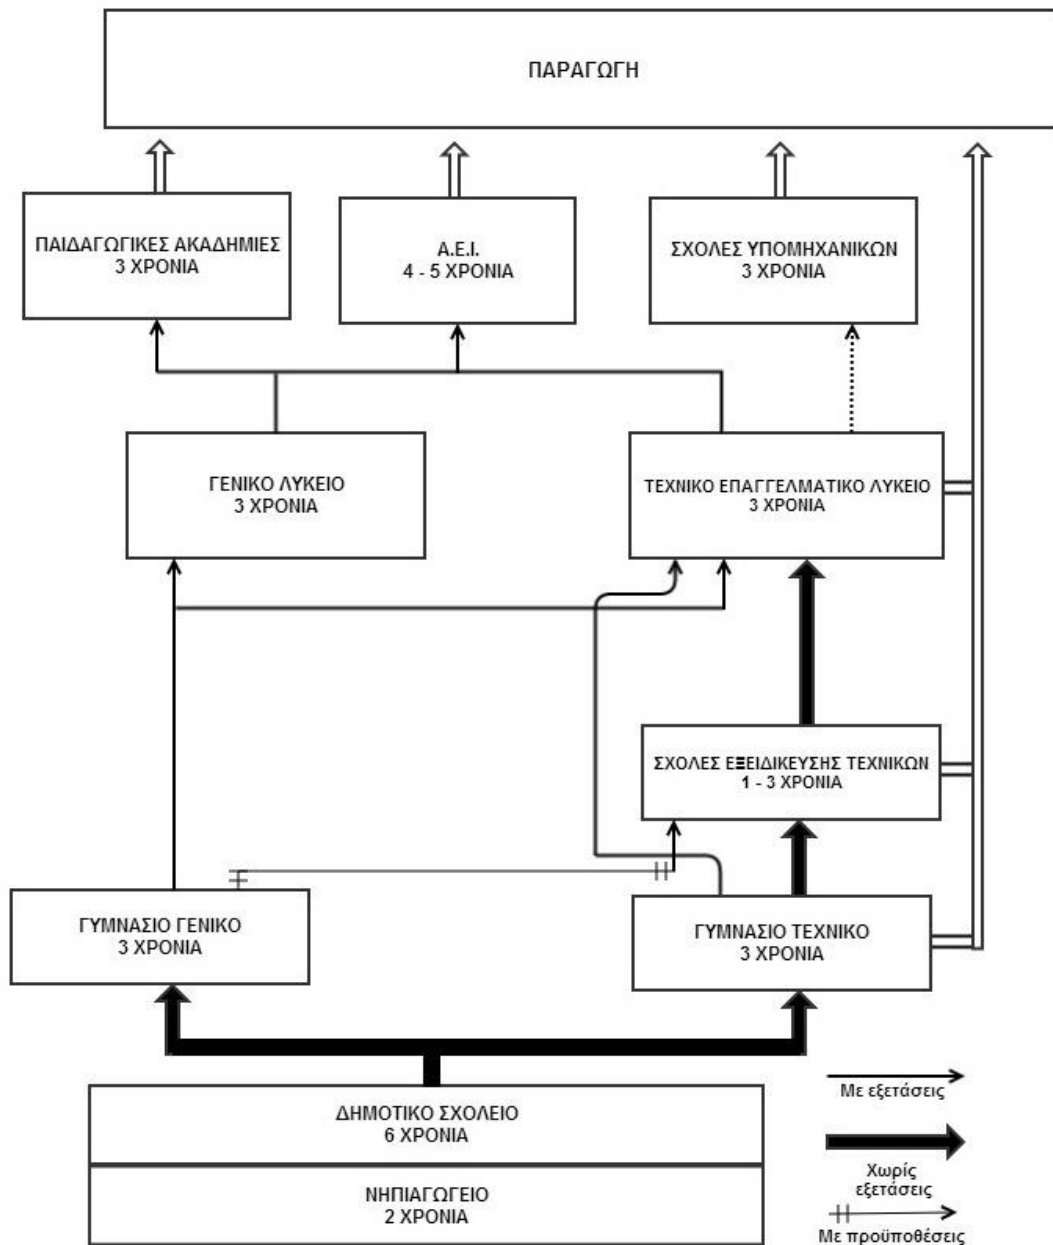 ΠΑΡΑΓΩΓΗ
ΠΑΙΔΑΓΩΓΙΚΕΣ ΑΚΑΔΗΜΙΕΣ
3 ΧΡΟΝΙΑ
Α.Ε.Ι.
4 - 5 ΧΡΟΝΙΑ
ΣΧΟΛΕΣ ΥΠΟΜΗΧΑΝΙΚΩΝ
3 ΧΡΟΝΙΑ
ΓΕΝΙΚΟ ΛΥΚΕΙΟ
3 ΧΡΟΝΙΑ
ΤΕΧΝΙΚΟ ΕΠΑΓΓΕΛΜΑΤΙΚΟ ΛΥΚΕΙΟ
3 ΧΡΟΝΙΑ
ΣΧΟΛΕΣ ΕΞΕΙΔΙΚΕΥΣΗΣ ΤΕΧΝΙΚΩΝ
1 - 3 ΧΡΟΝΙΑ
ΓΥΜΝΑΣΙΟ ΓΕΝΙΚΟ
3 ΧΡΟΝΙΑ
ΓΥΜΝΑΣΙΟ ΤΕΧΝΙΚΟ
3 ΧΡΟΝΙΑ
ΔΗΜΟΤΙΚΟ ΣΧΟΛΕΙΟ
6 ΧΡΟΝΙΑ
ΝΗΠΙΑΓΩΓΕΙΟ
2 ΧΡΟΝΙΑ
Με εξετάσεις
Χωρίς
εξετάσεις
Με προϋποθέσεις